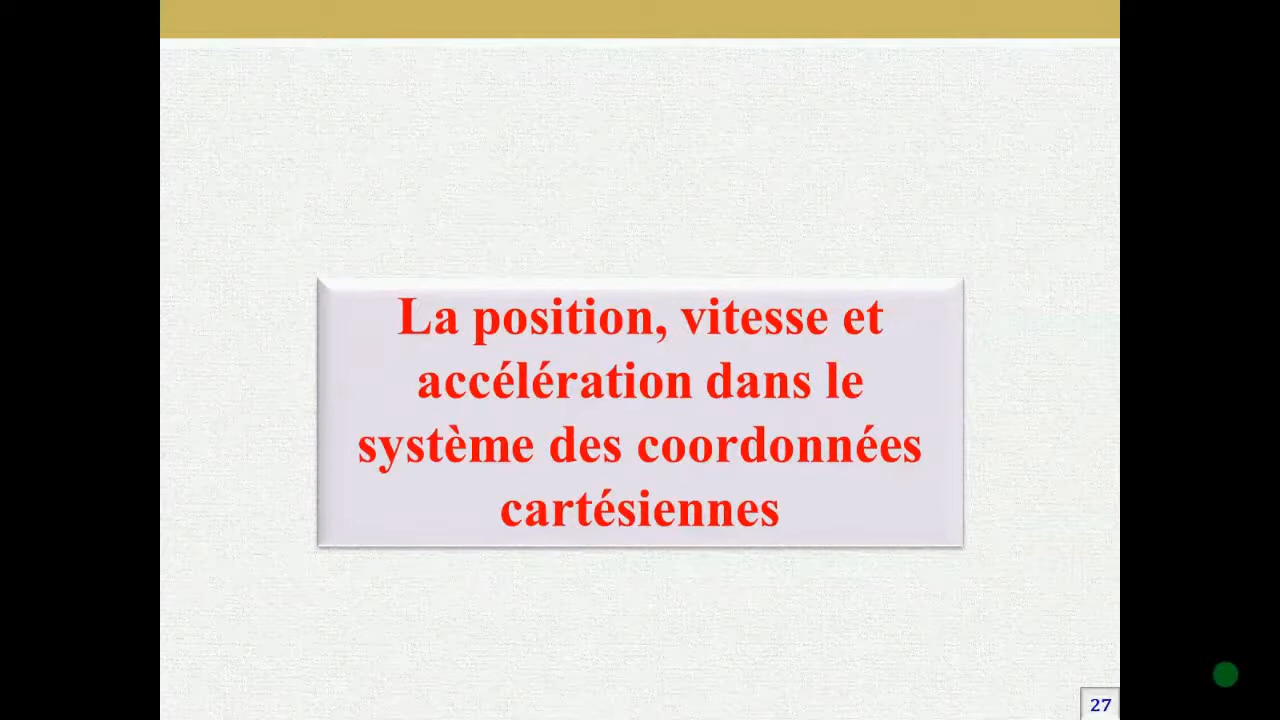 La position, vitesse et
accélération dans le
système des coordonnées
cartésiennes
27